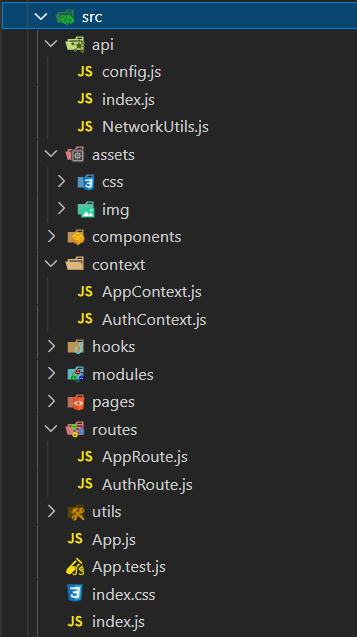 src
api
JS config.js
JS index.js
JS NetworkUtils.js
assets
css
img
components
context
JS AppContext.js
JS AuthContext.js
hooks
modules
pages
routes
JS AppRoute.js
JS AuthRoute.js
utils
JS App.js
App.test.js
index.css
JS index.js